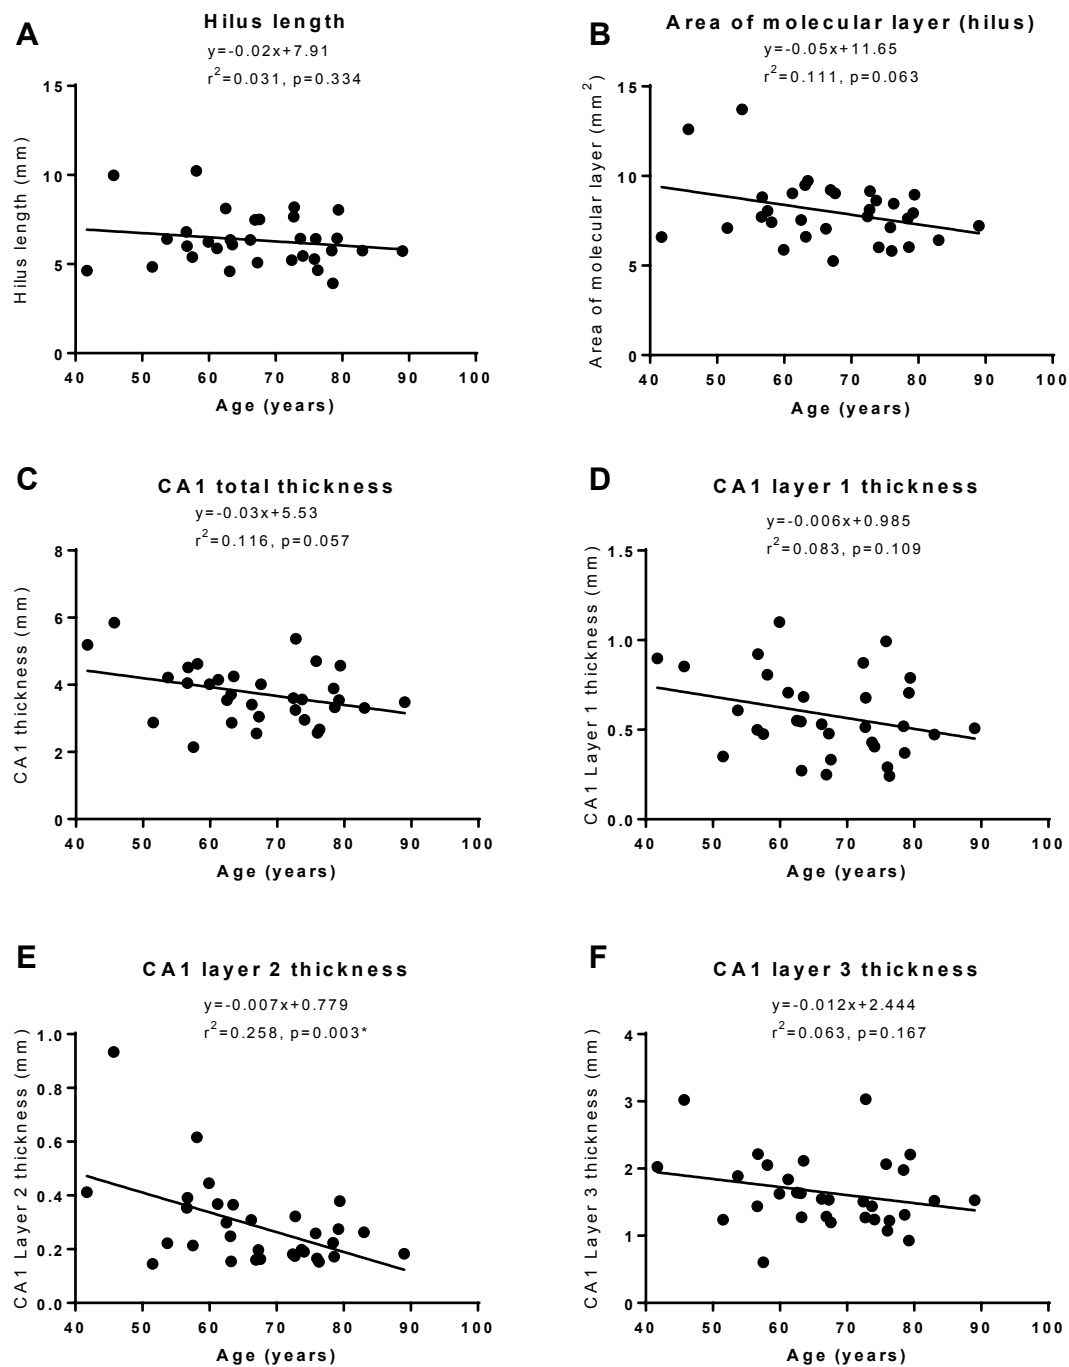 A
Hilus length
y=-0.02x+7.91
r²=0.031, p=0.334
Hilus length (mm)
15
10
5
0
40 50 60 70 80 90 100
Age (years)
B
Area of molecular layer (hilus)
y=-0.05x+11.65
r²=0.111, p=0.063
Area of molecular layer (mm²)
15
10
5
0
40 50 60 70 80 90 100
Age (years)
C
CA1 total thickness
y=-0.03x+5.53
r²=0.116, p=0.057
CA1 thickness (mm)
8
6
4
2
0
40 50 60 70 80 90 100
Age (years)
D
CA1 layer 1 thickness
y=-0.006x+0.985
r²=0.083, p=0.109
CA1 Layer 1 thickness (mm)
1.5
1.0
0.5
0.0
40 50 60 70 80 90 100
Age (years)
E
CA1 layer 2 thickness
y=-0.007x+0.779
r²=0.258, p=0.003*
CA1 Layer 2 thickness (mm)
1.0
0.8
0.6
0.4
0.2
0.0
40 50 60 70 80 90 100
Age (years)
F
CA1 layer 3 thickness
y=-0.012x+2.444
r²=0.063, p=0.167
CA1 Layer 3 thickness (mm)
4
3
2
1
0
40 50 60 70 80 90 100
Age (years)